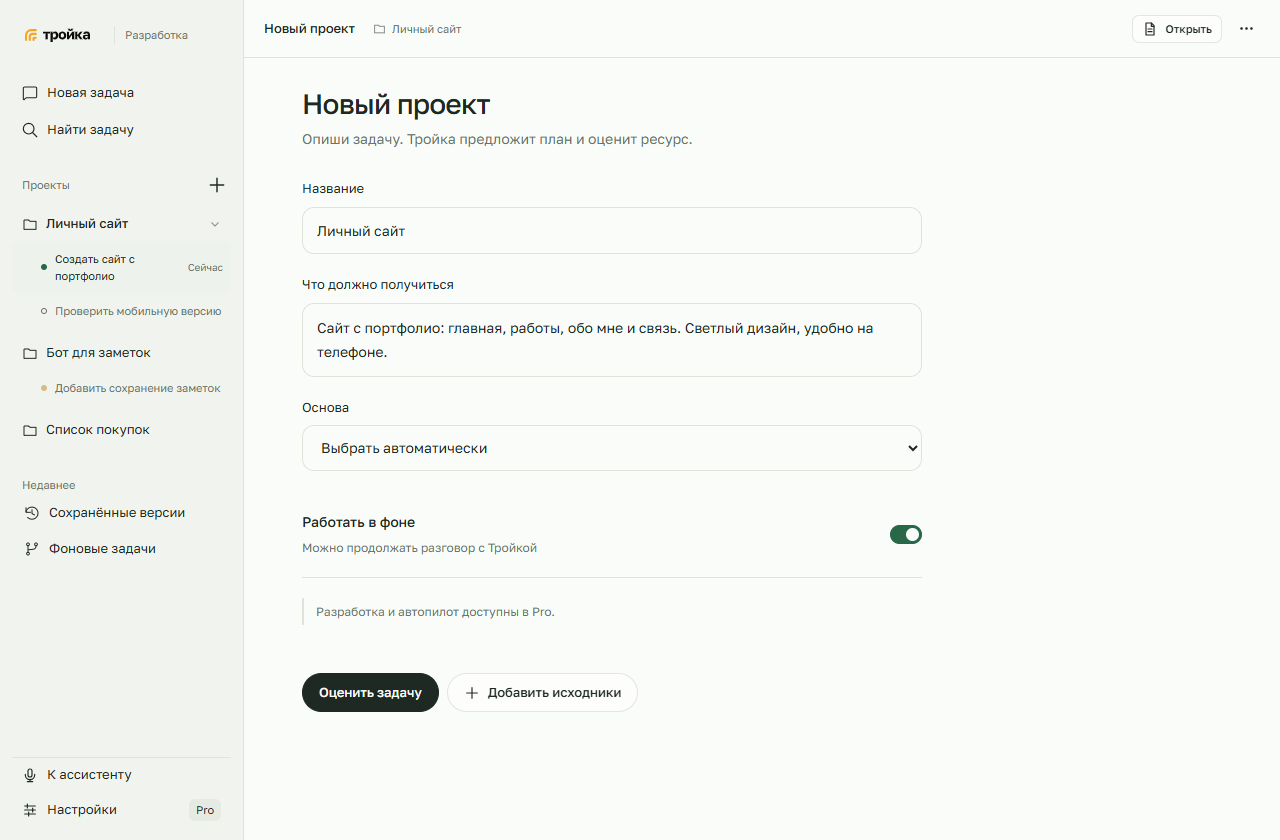 тройка
Разработка
Новая задача
Найти задачу
Проекты
Личный сайт
Создать сайт с
портфолио
Сейчас
Проверить мобильную версию
Бот для заметок
Добавить сохранение заметок
Список покупок
Недавнее
Сохранённые версии
Фоновые задачи
К ассистенту
Настройки
Pro
Новый проект
Личный сайт
Открыть
Новый проект
Опиши задачу. Тройка предложит план и оценит ресурс.
Название
Личный сайт
Что должно получиться
Сайт с портфолио: главная, работы, обо мне и связь. Светлый дизайн, удобно на
телефоне.
Основа
Выбрать автоматически
Работать в фоне
Можно продолжать разговор с Тройкой
Разработка и автопилот доступны в Pro.
Оценить задачу
Добавить исходники